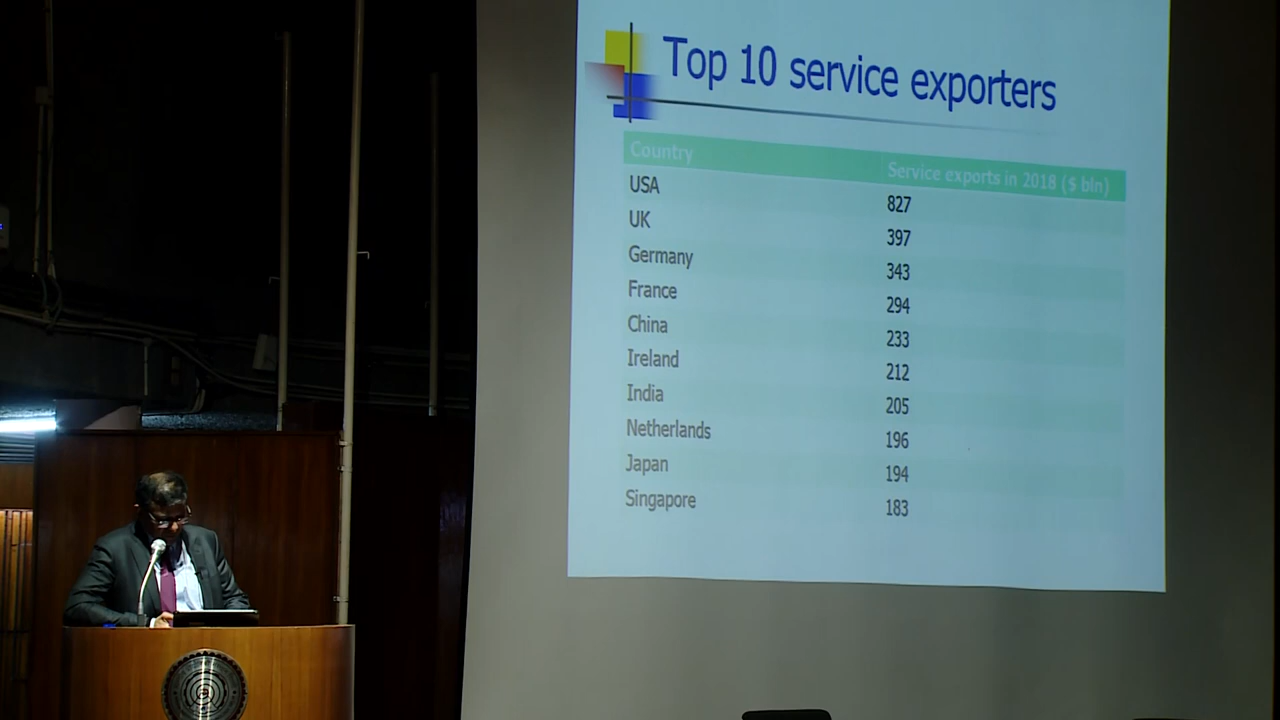 Top 10 service exporters
Country Service exports in 2018 ($ bln)
USA 827
UK 397
Germany 343
France 294
China 233
Ireland 212
India 205
Netherlands 196
Japan 194
Singapore 183